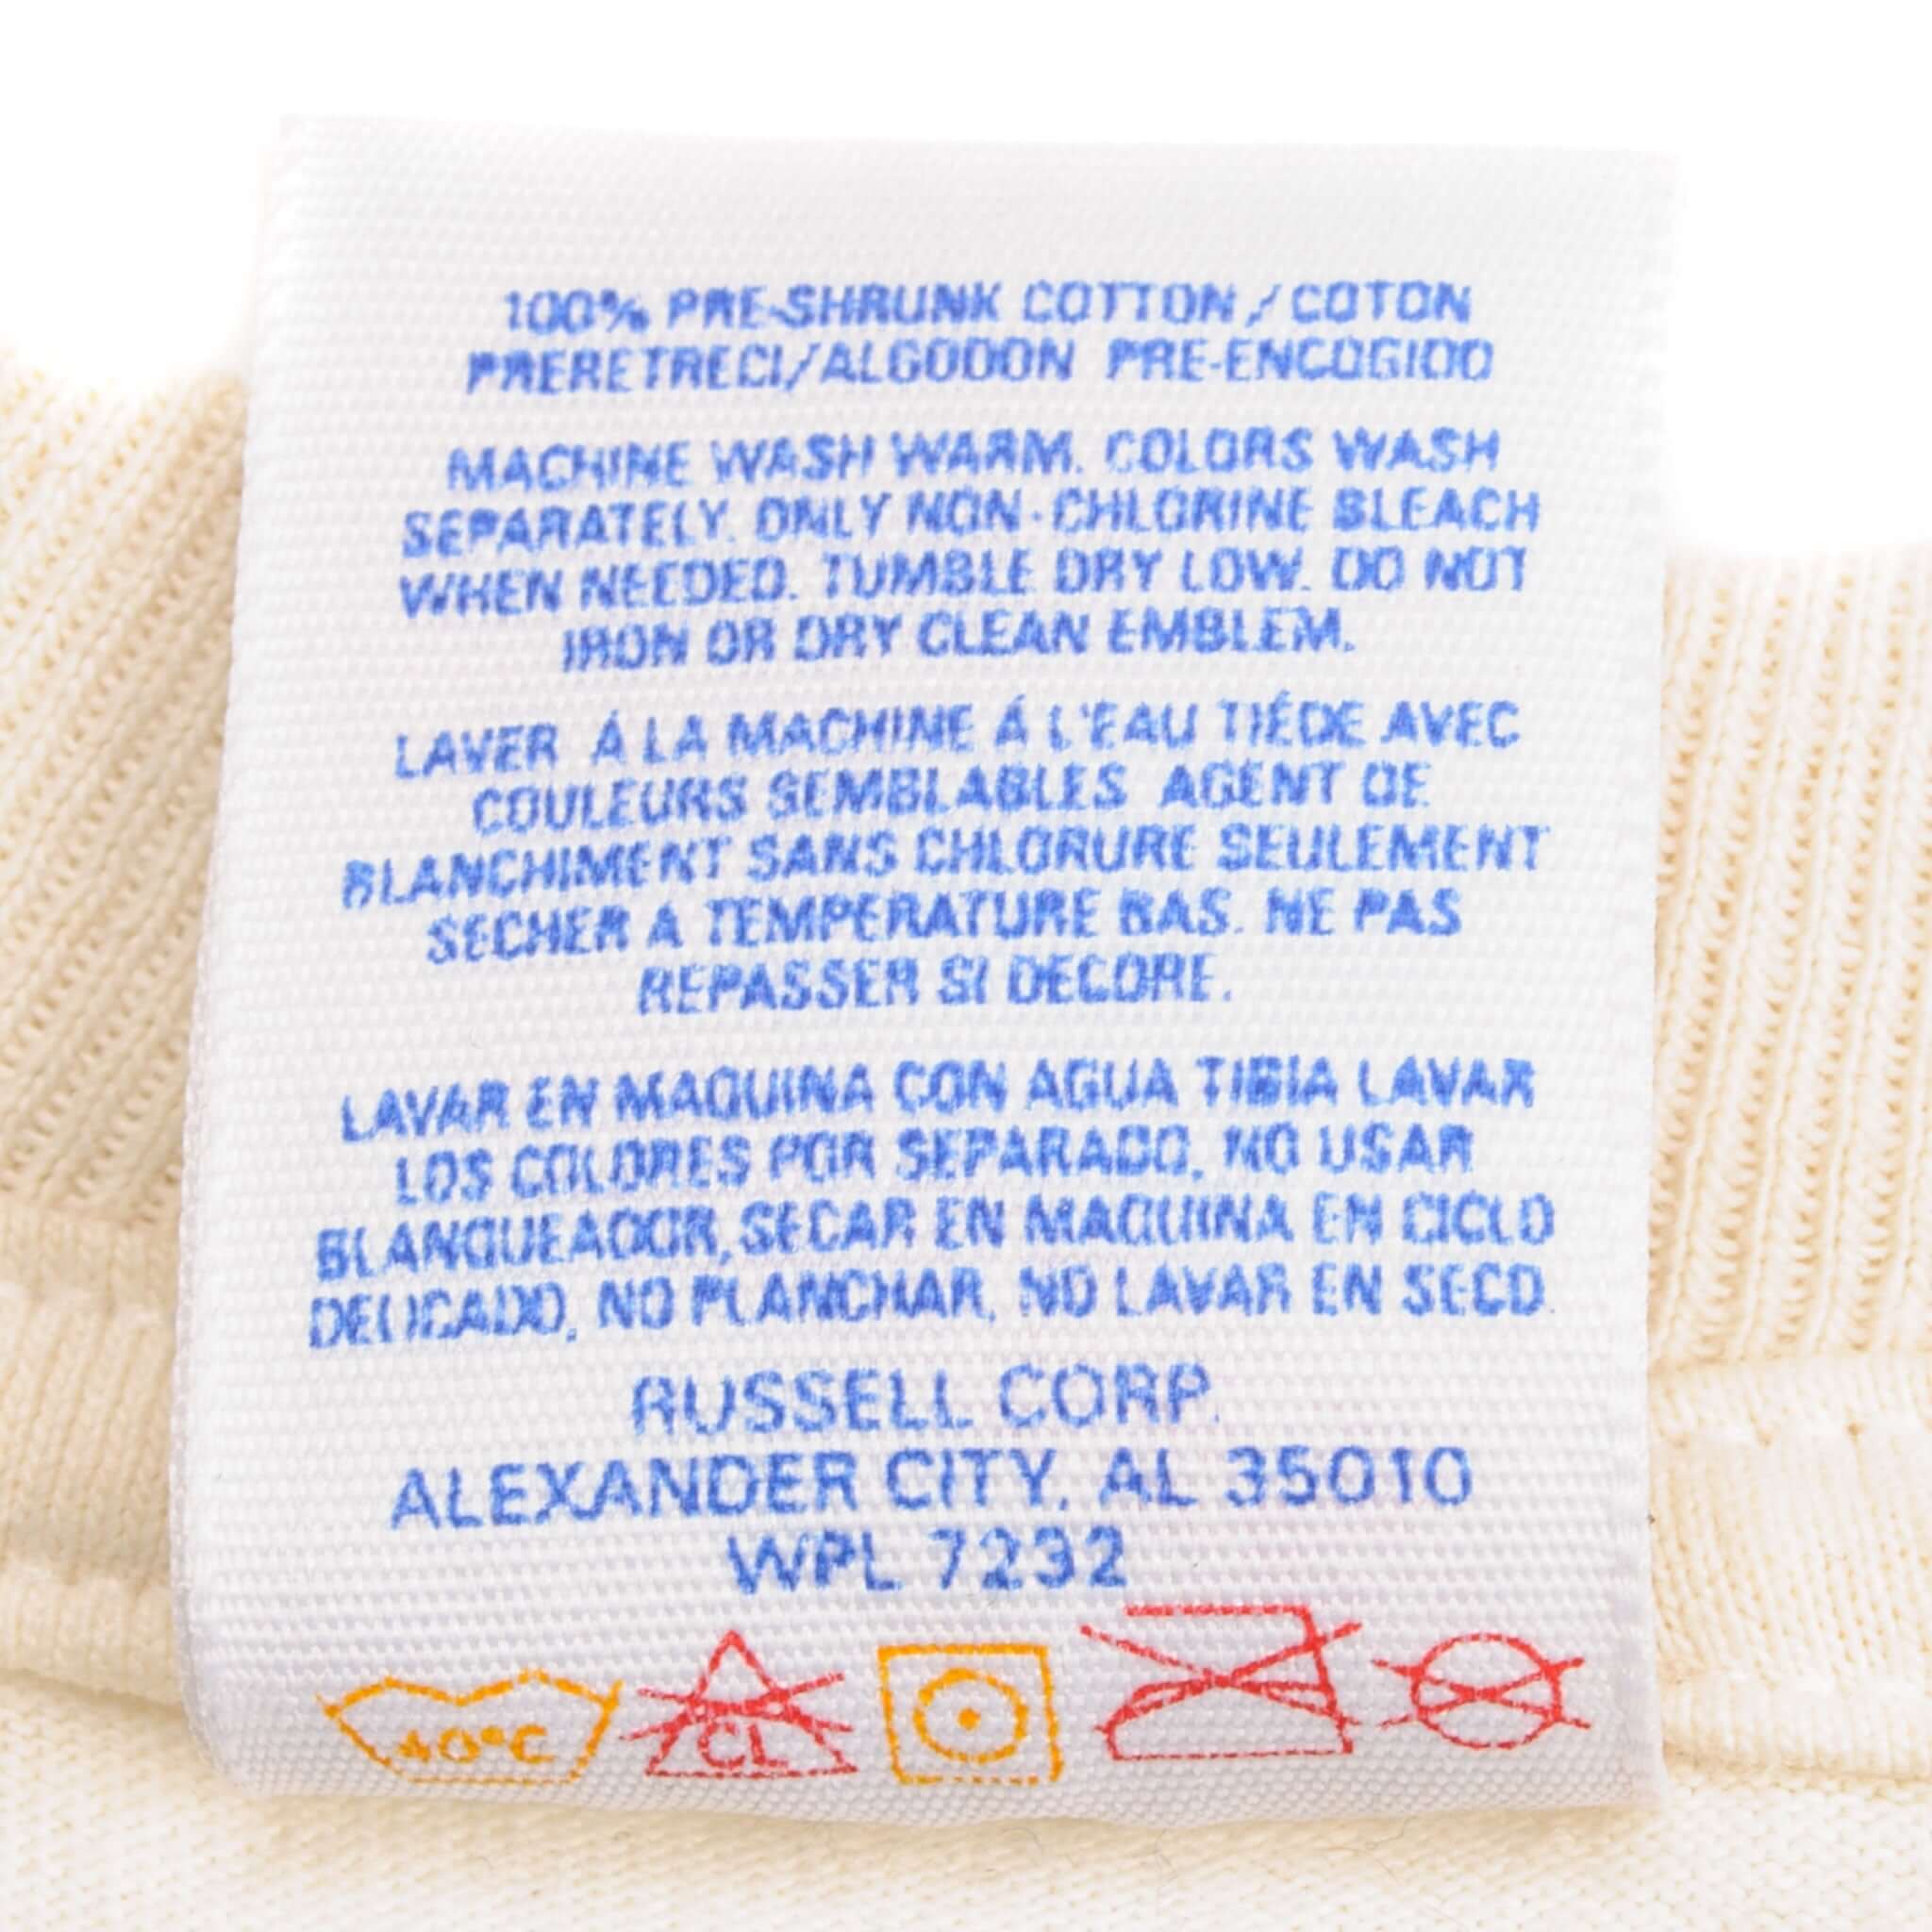 100% PRE-SHRUNK COTTON / COTON
PRERETRECI/ALGODON PRE-ENCOGIDO
MACHINE WASH WARM. COLORS WASH
SEPARATELY. ONLY NON-CHLORINE BLEACH
WHEN NEEDED. TUMBLE DRY LOW. DO NOT
IRON OR DRY CLEAN EMBLEM.
LAVER Á LA MACHINE Á L'EAU TIÉDE AVEC
COULEURS SEMBLABLES AGENT DE
BLANCHIMENT SANS CHLORURE SEULEMENT
SECHER A TEMPERATURE BAS. NE PAS
REPASSER SI DECORE.
LAVAR EN MAQUINA CON AGUA TIBIA LAVAR
LOS COLORES POR SEPARADO, NO USAR
BLANQUEADOR, SECAR EN MAQUINA EN CICLO
DELICADO, NO PLANCHAR, NO LAVAR EN SECO.
RUSSELL CORP.
ALEXANDER CITY, AL 35010
WPL 7232
40°C CL